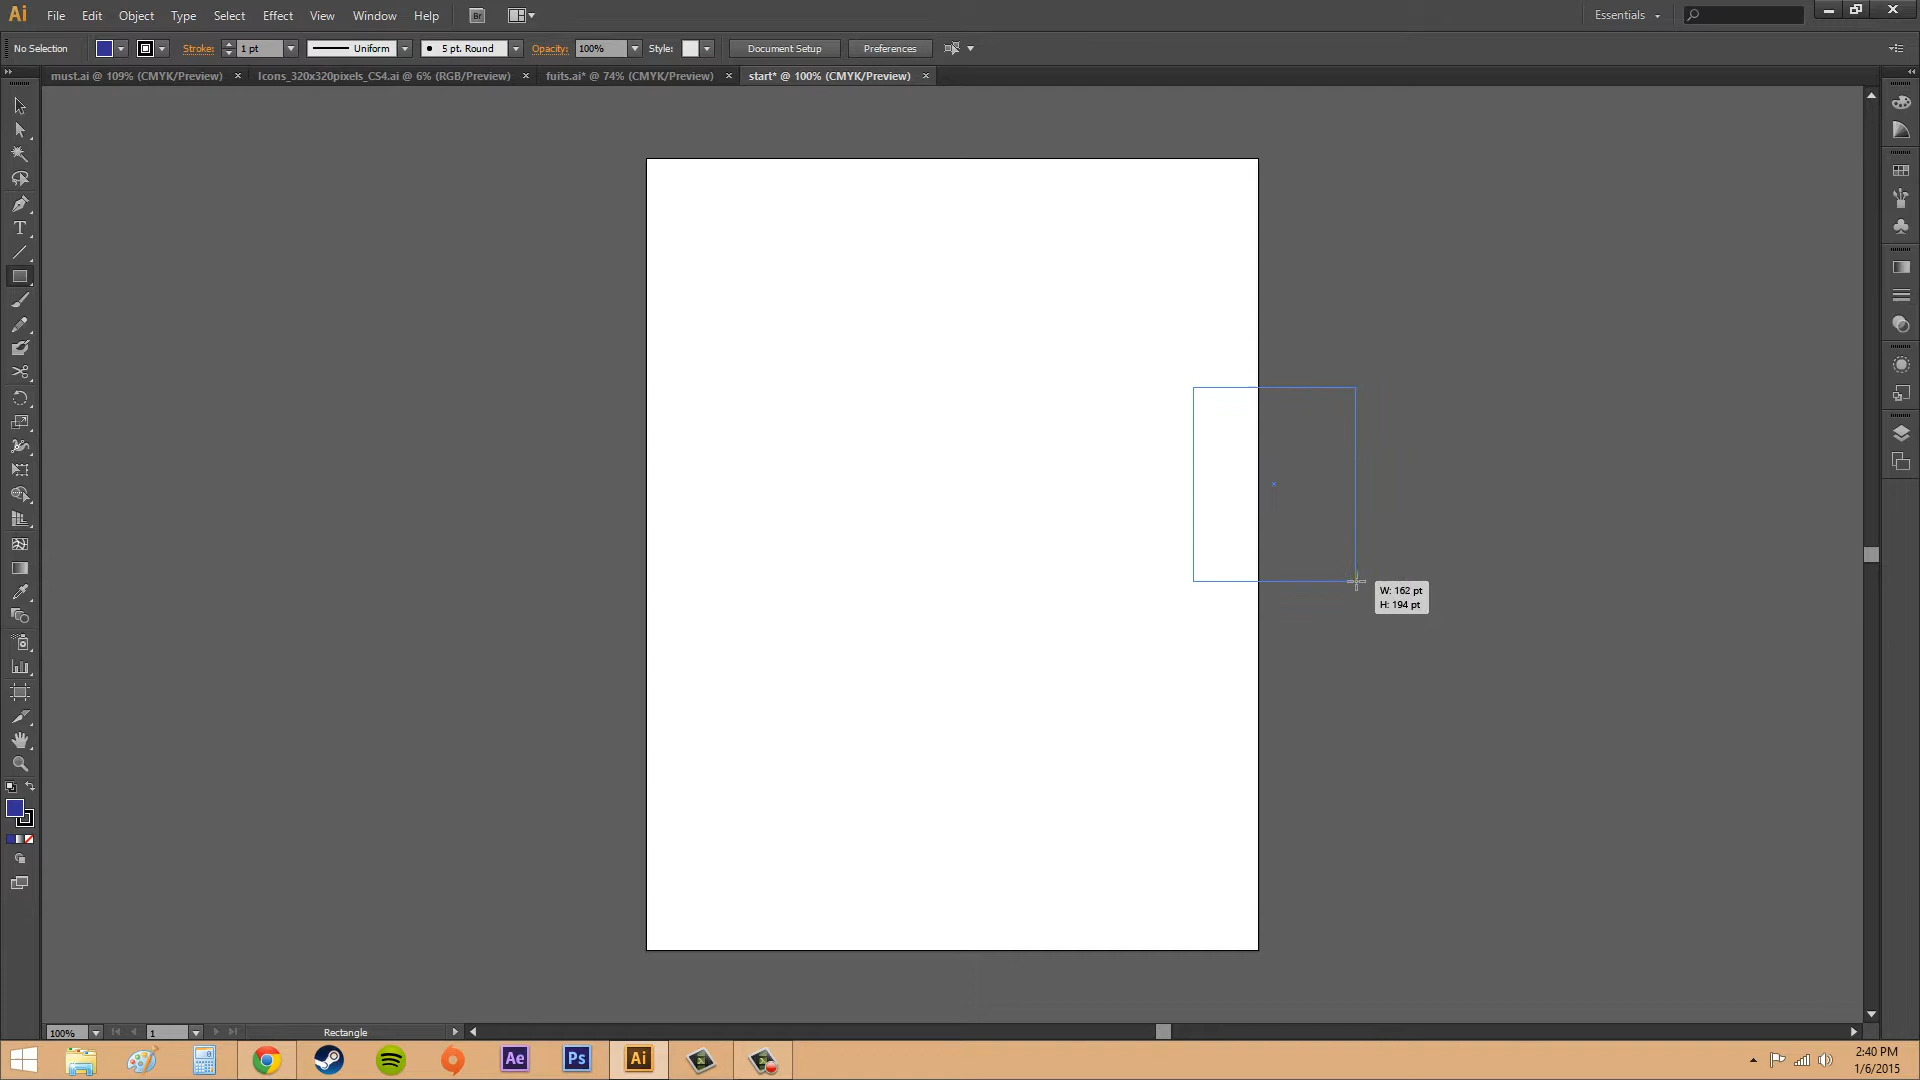 Ai File Edit Object Type Select Effect View Window Help Br Essentials
No Selection Stroke: 1 pt Uniform 5 pt. Round Opacity: 100% Style: Document Setup Preferences
must.ai @ 109% (CMYK/Preview) × Icons_320x320pixels_CS4.ai @ 6% (RGB/Preview) × fuits.ai* @ 74% (CMYK/Preview) × start* @ 100% (CMYK/Preview) ×
T
W: 162 pt
H: 194 pt
100% 1 Rectangle
Ae Ps Ai
2:40 PM
1/6/2015